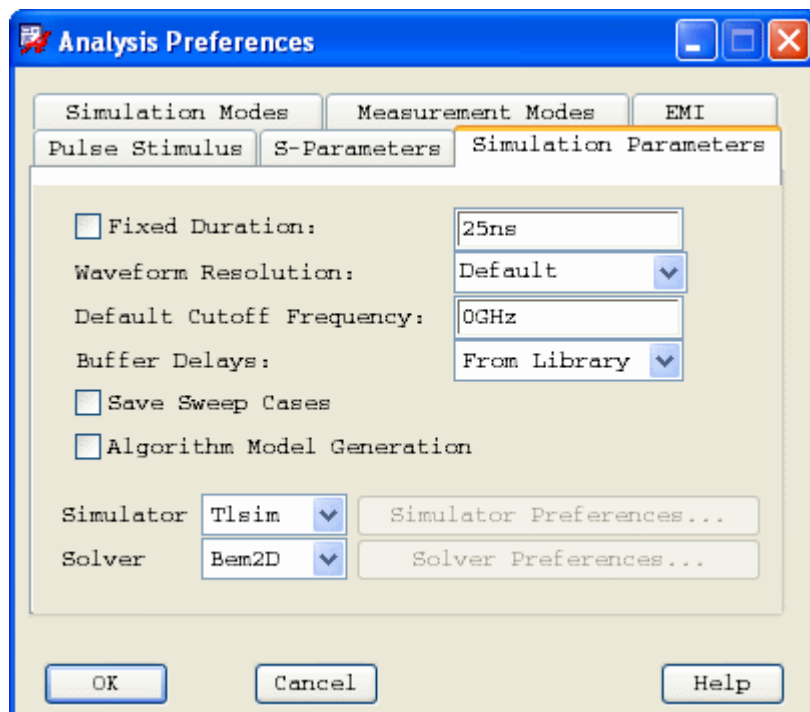 Analysis Preferences
Simulation Modes Measurement Modes EMI
Pulse Stimulus S-Parameters Simulation Parameters
Fixed Duration: 25ns
Waveform Resolution: Default
Default Cutoff Frequency: 0GHz
Buffer Delays: From Library
Save Sweep Cases
Algorithm Model Generation
Simulator Tlsim Simulator Preferences...
Solver Bem2D Solver Preferences...
OK Cancel Help